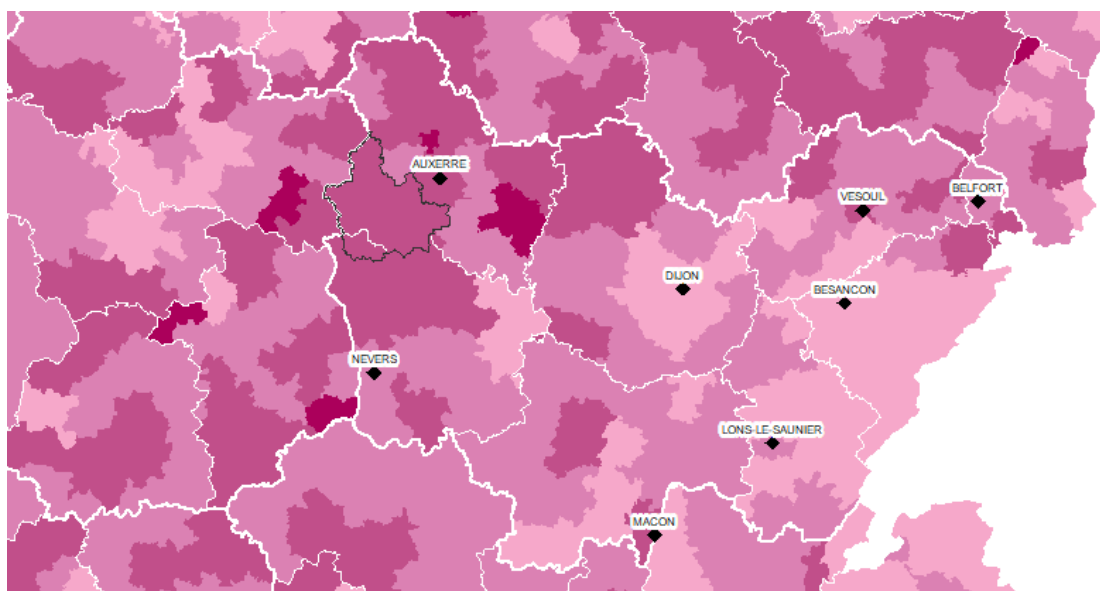 AUXERRE
BELFORT
VESOUL
DIJON
BESANCON
NEVERS
LONS-LE-SAUNIER
MACON